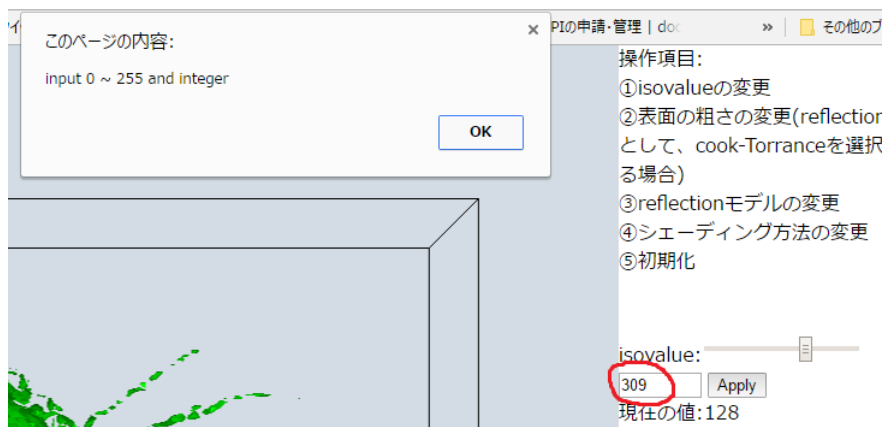 PIの申請・管理 | doc
»
その他のブ
このページの内容:
×
input 0 ~ 255 and integer
OK
操作項目:
①isovalueの変更
②表面の粗さの変更(reflection
として、cook-Torranceを選択
る場合)
③reflectionモデルの変更
④シェーディング方法の変更
⑤初期化
isovalue:
309 Apply
現在の値:128